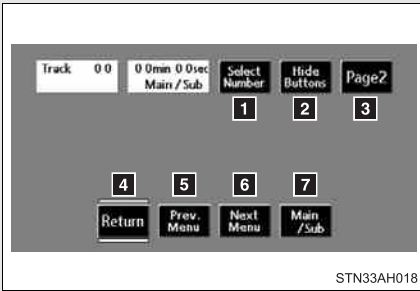 Track 0 0
0 0min 0 0sec
Main / Sub
Select
Number
Hide
Buttons
Page2
1
2
3
4
5
6
7
Return
Prev.
Menu
Next
Menu
Main
/Sub
STN33AH018